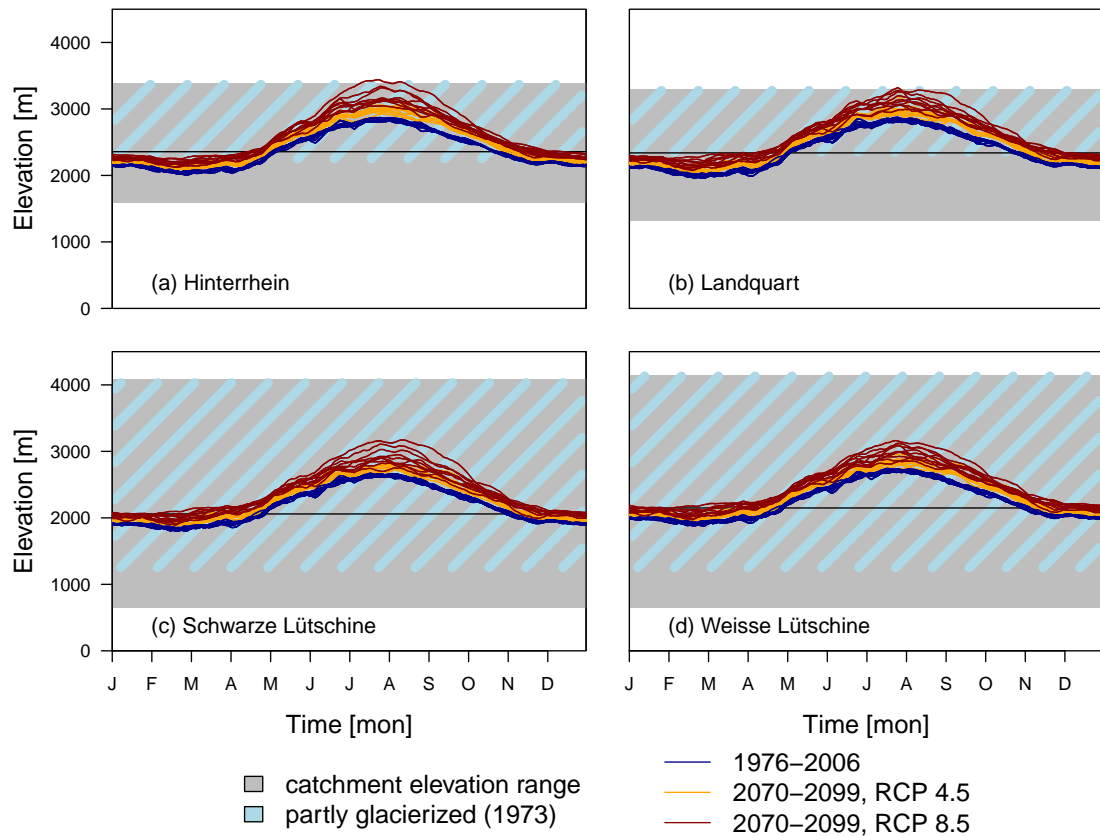 4000
3000
2000
1000
0
Elevation [m]
(a) Hinterrhein
(b) Landquart
4000
3000
2000
1000
0
Elevation [m]
(c) Schwarze Lütschine
(d) Weisse Lütschine
J F M A M J J A S O N D
J F M A M J J A S O N D
Time [mon]
Time [mon]
catchment elevation range
partly glacierized (1973)
1976−2006
2070−2099, RCP 4.5
2070−2099, RCP 8.5